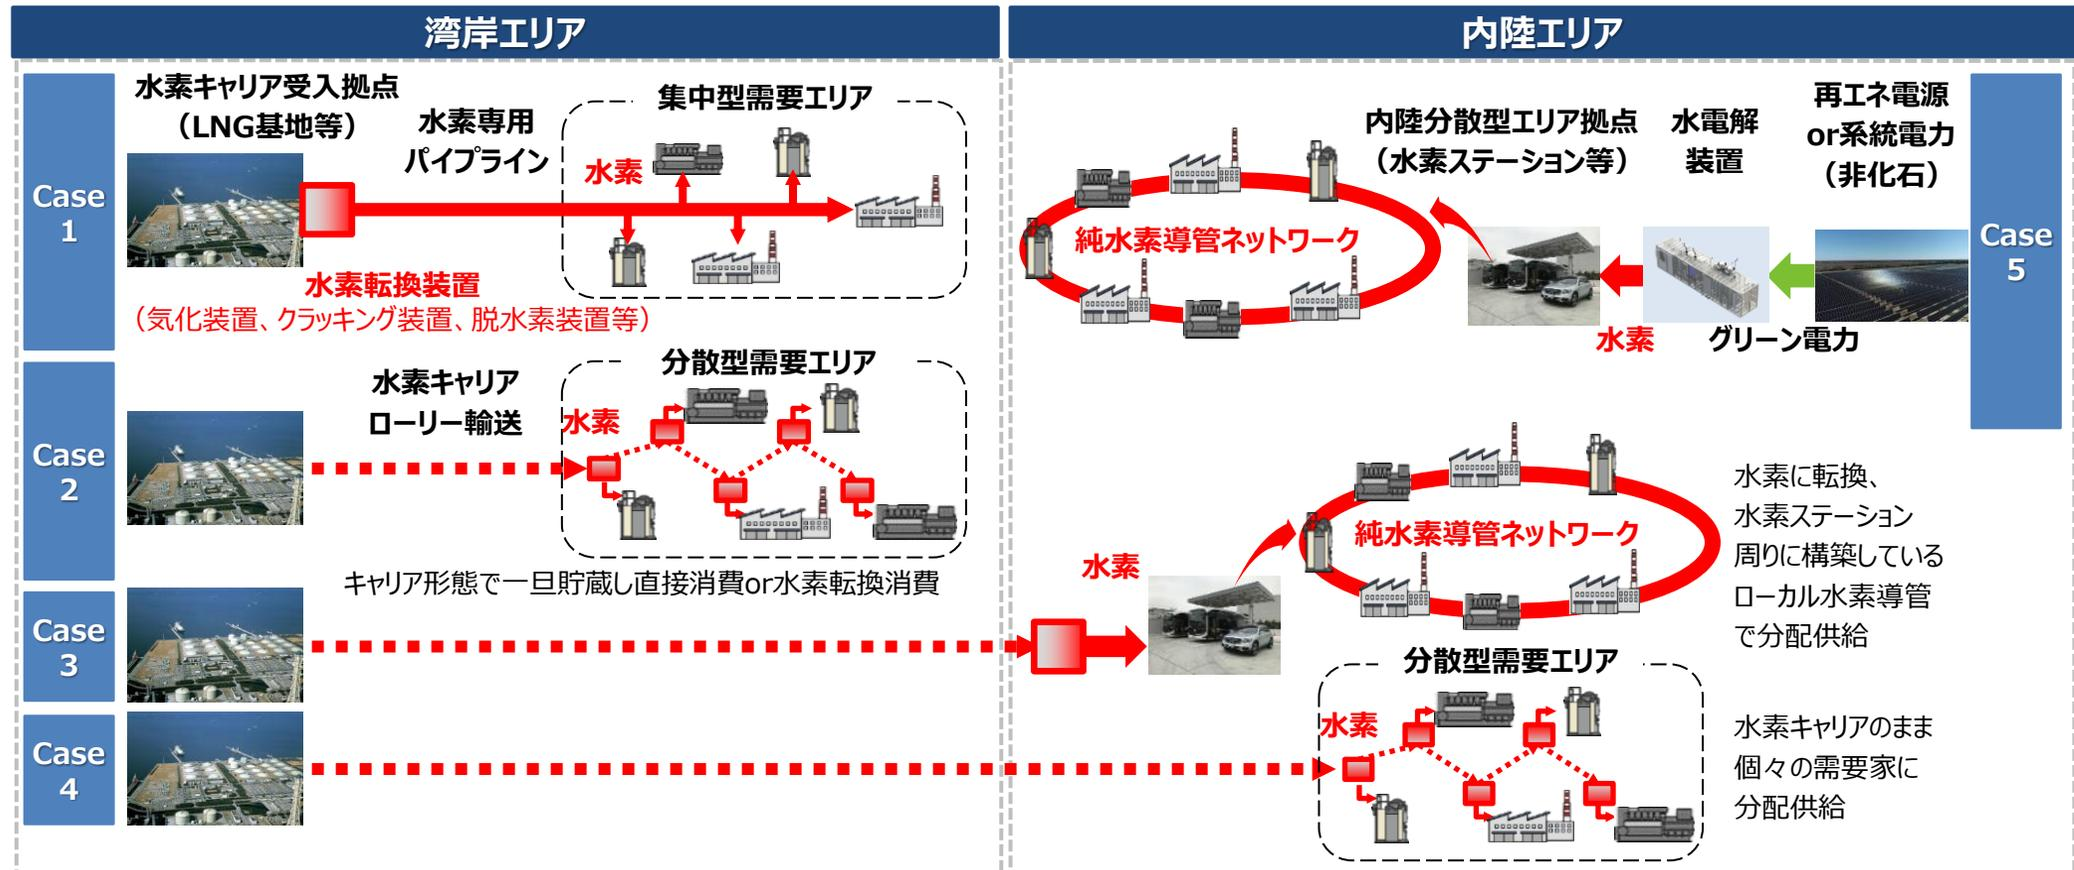 湾岸エリア
内陸エリア
Case
1
水素キャリア受入拠点
（LNG基地等）
水素専用
パイプライン
集中型需要エリア
水素
水素転換装置
（気化装置、クラッキング装置、脱水素装置等）
純水素導管ネットワーク
内陸分散型エリア拠点
（水素ステーション等）
水電解
装置
再エネ電源
or系統電力
（非化石）
水素
グリーン電力
Case
5
Case
2
水素キャリア
ローリー輸送
分散型需要エリア
水素
キャリア形態で一旦貯蔵し直接消費or水素転換消費
Case
3
水素
純水素導管ネットワーク
水素に転換、
水素ステーション
周りに構築している
ローカル水素導管
で分配供給
Case
4
分散型需要エリア
水素
水素キャリアのまま
個々の需要家に
分配供給